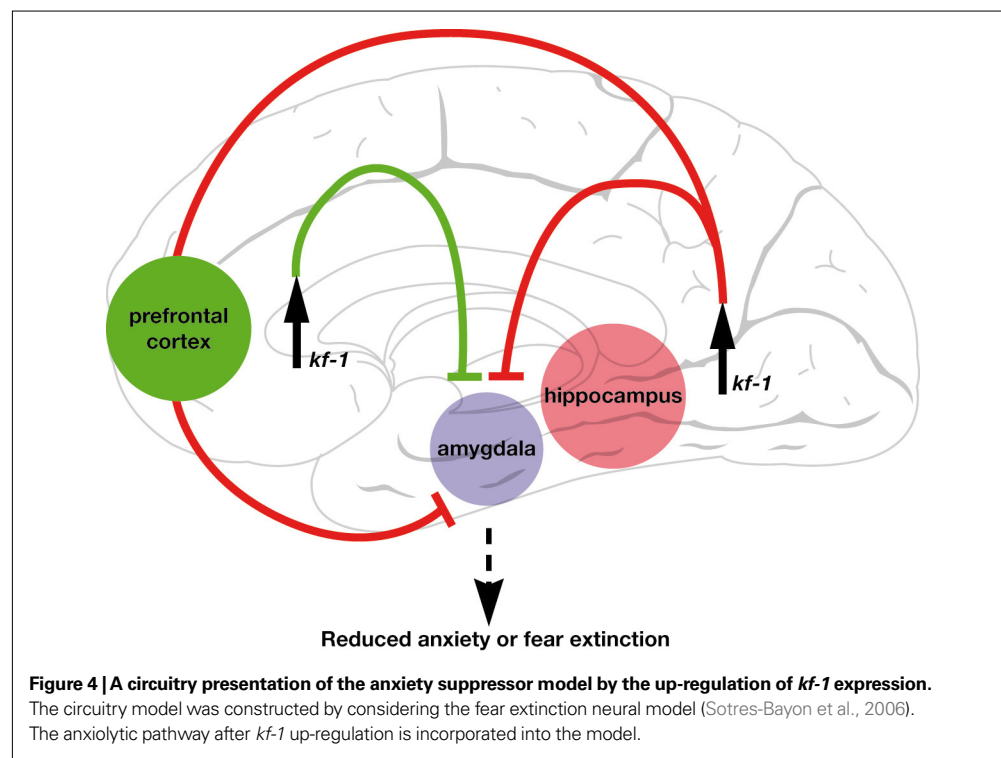 prefrontal
cortex
kf-1
kf-1
hippocampus
amygdala
Reduced anxiety or fear extinction
Figure 4 | A circuitry presentation of the anxiety suppressor model by the up-regulation of kf-1 expression.
The circuitry model was constructed by considering the fear extinction neural model (Sotres-Bayon et al., 2006).
The anxiolytic pathway after kf-1 up-regulation is incorporated into the model.